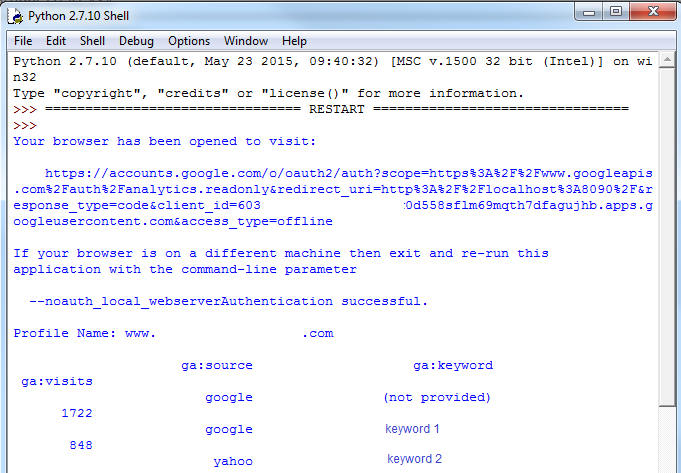 Python 2.7.10 Shell
File Edit Shell Debug Options Window Help
Python 2.7.10 (default, May 23 2015, 09:40:32) [MSC v.1500 32 bit (Intel)] on wi
n32
Type "copyright", "credits" or "license()" for more information.
>>> ================================ RESTART ================================
>>>
Your browser has been opened to visit:
https://accounts.google.com/o/oauth2/auth?scope=https%3A%2F%2Fwww.googleapis
.com%2Fauth%2Fanalytics.readonly&redirect_uri=http%3A%2F%2Flocalhost%3A8090%2F&r
esponse_type=code&client_id=603 0d558sflm69mqth7dfagujhb.apps.g
oogleusercontent.com&access_type=offline
If your browser is on a different machine then exit and re-run this
application with the command-line parameter
--noauth_local_webserverAuthentication successful.
Profile Name: www. .com
ga:source ga:keyword
ga:visits
google (not provided)
1722
google keyword 1
848
yahoo keyword 2